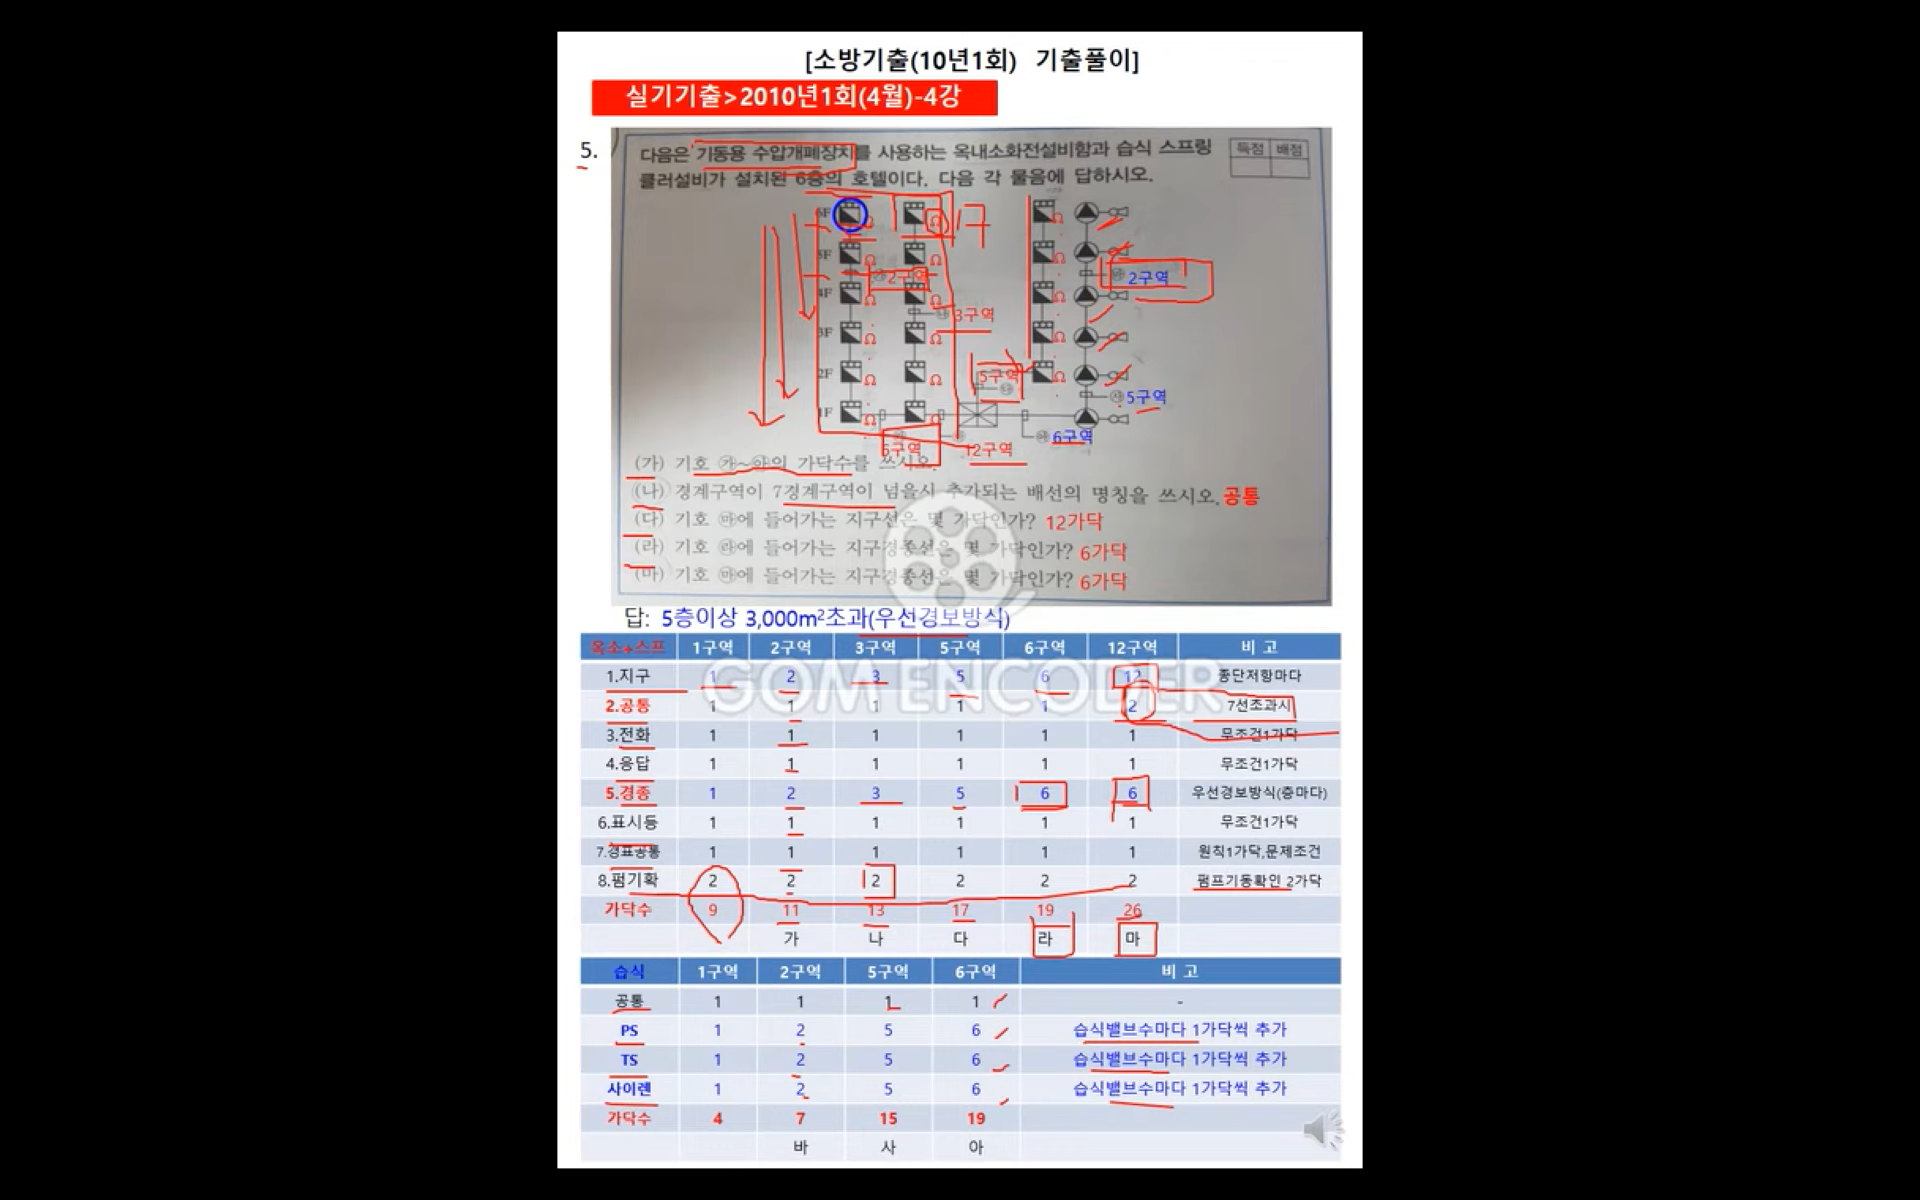 [소방기출(10년1회) 기출풀이]
실기기출>2010년1회(4월)-4강
5.
다음은 기동용 수압개폐장치를 사용하는 옥내소화전설비함과 습식 스프링
클러설비가 설치된 6층의 호텔이다. 다음 각 물음에 답하시오.
득점 배점
6F Ω Ω 17 Ω
5F Ω Ω Ω
2구역 2구역
4F Ω Ω Ω
3구역
3F Ω Ω Ω
5구역
2F Ω Ω Ω
5구역
1F Ω Ω
6구역
5구역 12구역
(가) 기호 ㉮~㉵의 가닥수를 쓰시오.
(나) 경계구역이 7경계구역이 넘을시 추가되는 배선의 명칭을 쓰시오. 공통
(다) 기호 ㉲에 들어가는 지구선은 몇 가닥인가? 12가닥
(라) 기호 ㉱에 들어가는 지구경종선은 몇 가닥인가? 6가닥
(마) 기호 ㉲에 들어가는 지구경종선은 몇 가닥인가? 6가닥
답: 5층이상 3,000m²초과(우선경보방식)
옥소+스프 1구역 2구역 3구역 5구역 6구역 12구역 비 고
1.지구 1 2 3 5 6 12 종단저항마다
2.공통 1 1 1 1 1 2 7선초과시
3.전화 1 1 1 1 1 1 무조건1가닥
4.응답 1 1 1 1 1 1 무조건1가닥
5.경종 1 2 3 5 6 6 우선경보방식(층마다)
6.표시등 1 1 1 1 1 1 무조건1가닥
7.경표공통 1 1 1 1 1 1 원칙1가닥,문제조건
8.펌기확 2 2 2 2 2 2 펌프기동확인 2가닥
가닥수 9 11 13 17 19 26
가 나 다 라 마
습식 1구역 2구역 5구역 6구역 비 고
공통 1 1 1 1 -
PS 1 2 5 6 습식밸브수마다 1가닥씩 추가
TS 1 2 5 6 습식밸브수마다 1가닥씩 추가
사이렌 1 2 5 6 습식밸브수마다 1가닥씩 추가
가닥수 4 7 15 19
바 사 아
GOM ENCODER